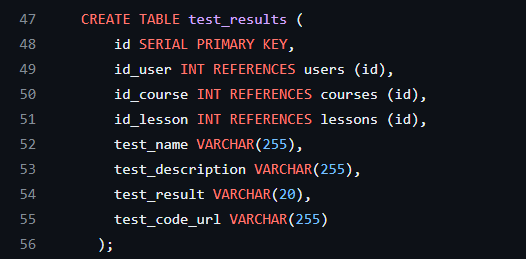 47 CREATE TABLE test_results (
48 id SERIAL PRIMARY KEY,
49 id_user INT REFERENCES users (id),
50 id_course INT REFERENCES courses (id),
51 id_lesson INT REFERENCES lessons (id),
52 test_name VARCHAR(255),
53 test_description VARCHAR(255),
54 test_result VARCHAR(20),
55 test_code_url VARCHAR(255)
56 );